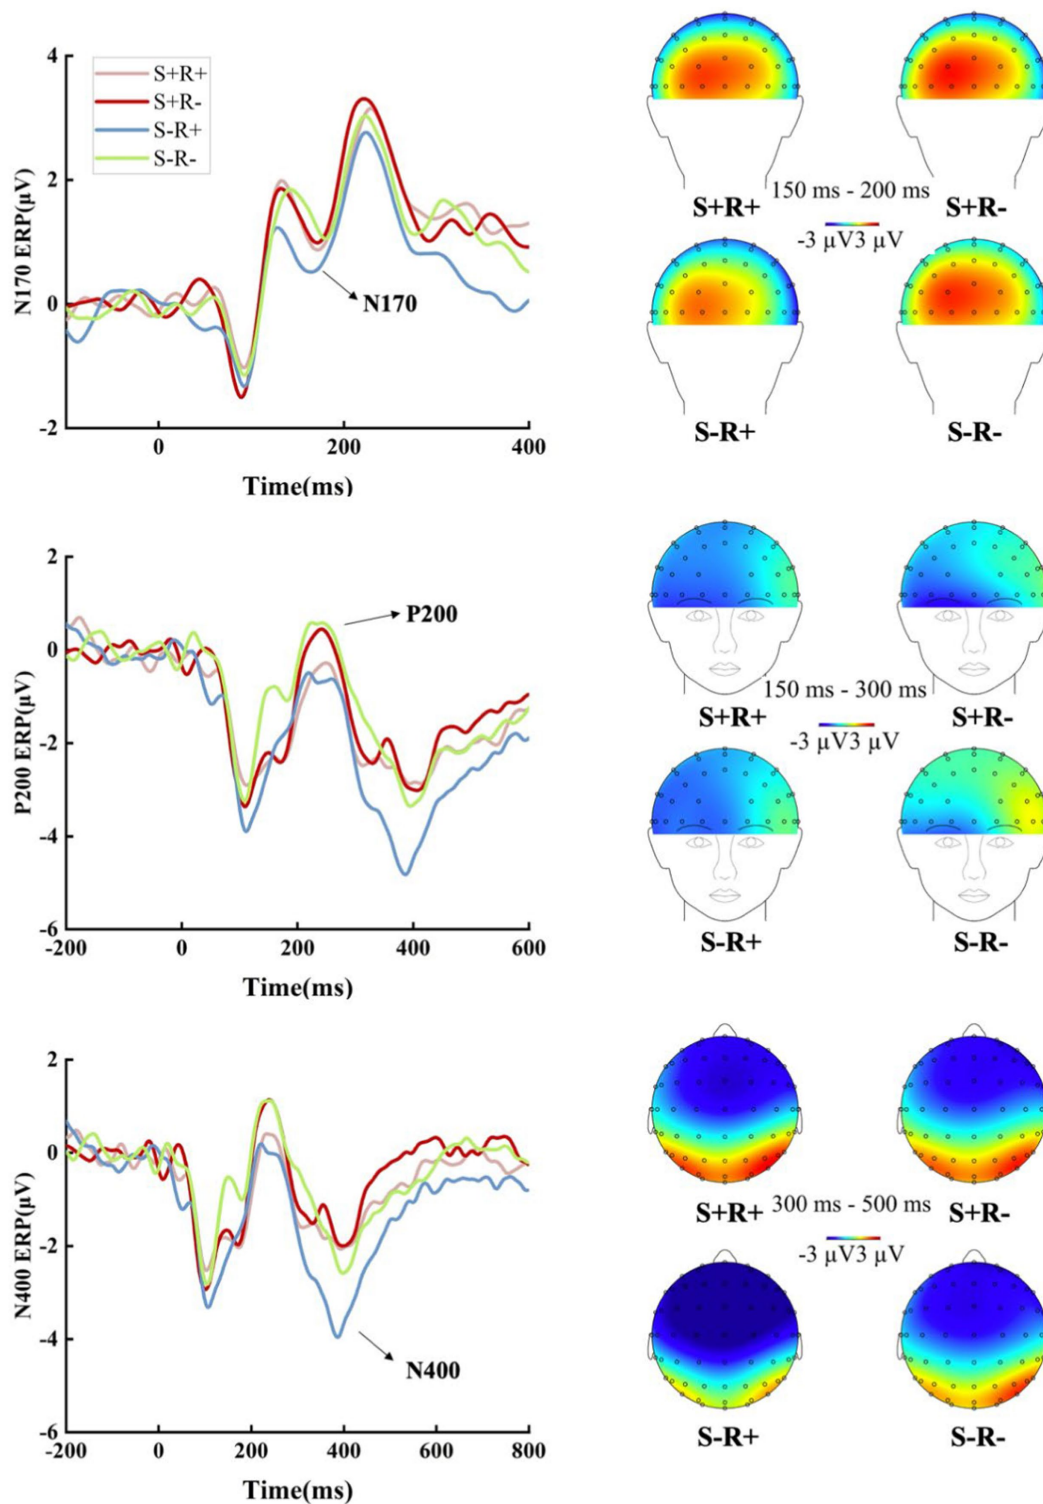 4
2
0
-2
N170 ERP(μV)
S+R+
S+R-
S-R+
S-R-
N170
0
200
400
Time(ms)
S+R+
150 ms - 200 ms
S+R-
-3 μV3 μV
S-R+
S-R-
2
0
-2
-4
-6
P200 ERP(μV)
P200
-200
0
200
400
600
Time(ms)
S+R+
150 ms - 300 ms
S+R-
-3 μV3 μV
S-R+
S-R-
2
0
-2
-4
-6
N400 ERP(μV)
N400
-200
0
200
400
600
800
Time(ms)
S+R+
300 ms - 500 ms
S+R-
-3 μV3 μV
S-R+
S-R-